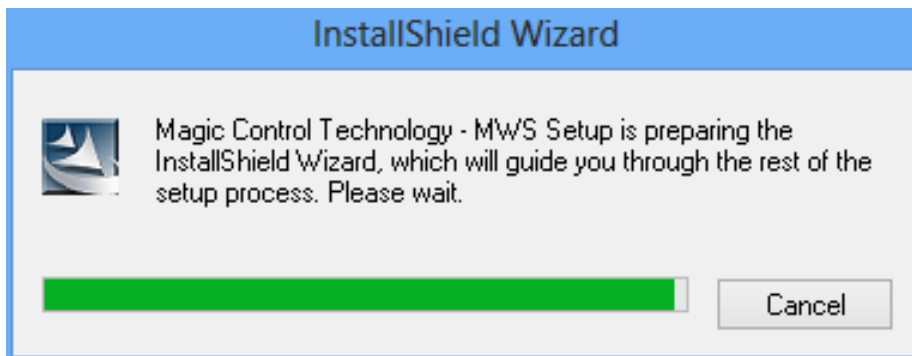 InstallShield Wizard
Magic Control Technology - MWS Setup is preparing the
InstallShield Wizard, which will guide you through the rest of the
setup process. Please wait.
Cancel